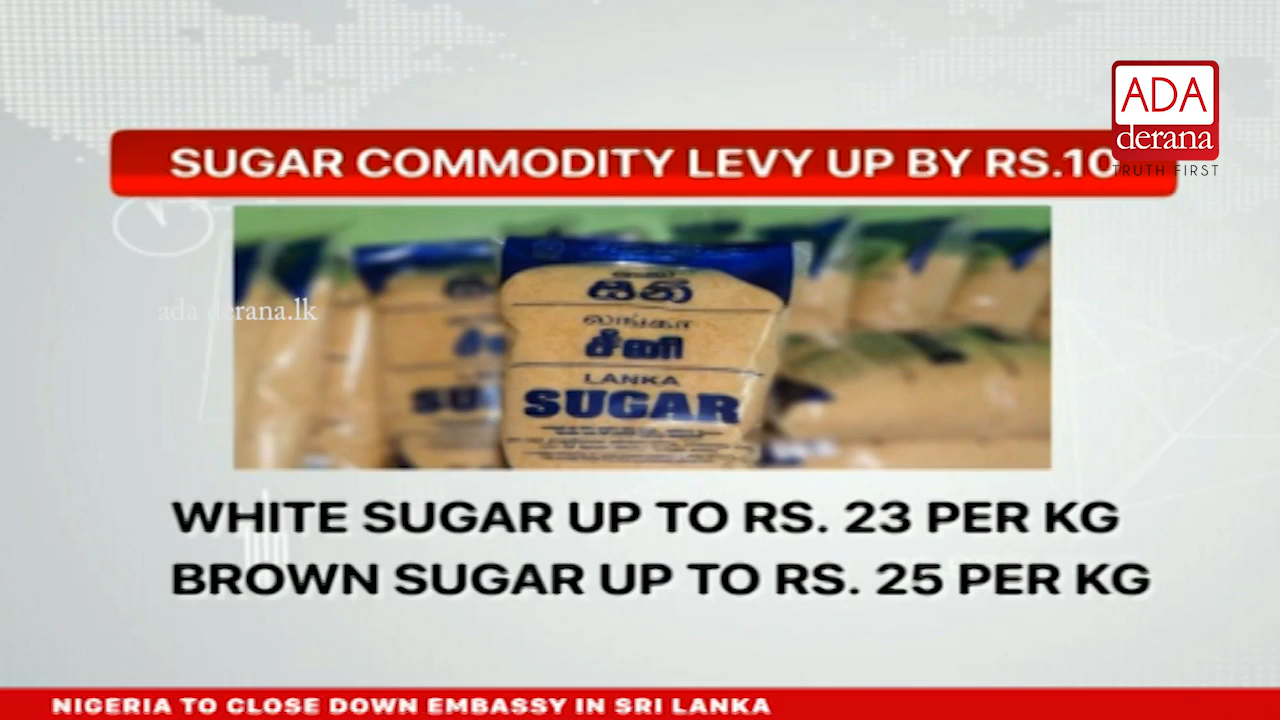 ADA
derana
TRUTH FIRST
SUGAR COMMODITY LEVY UP BY RS.10
ada derana.lk
සීනි
லங்கா
சீனி
LANKA
SUGAR
WHITE SUGAR UP TO RS. 23 PER KG
BROWN SUGAR UP TO RS. 25 PER KG
NIGERIA TO CLOSE DOWN EMBASSY IN SRI LANKA